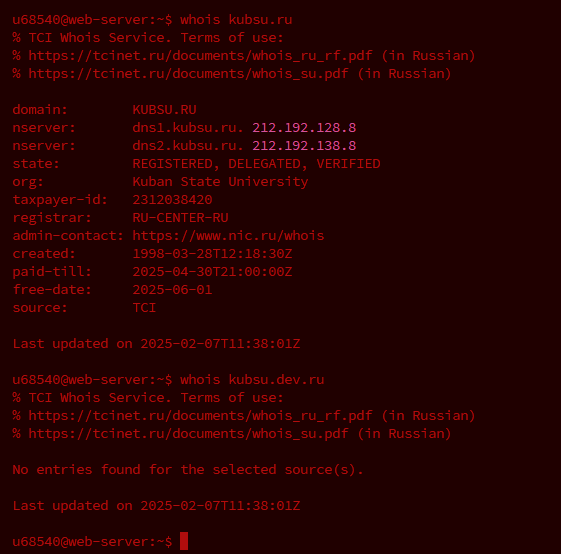 u68540@web-server:~$ whois kubsu.ru
% TCI Whois Service. Terms of use:
% https://tcinet.ru/documents/whois_ru_rf.pdf (in Russian)
% https://tcinet.ru/documents/whois_su.pdf (in Russian)

domain:        KUBSU.RU
nserver:       dns1.kubsu.ru. 212.192.128.8
nserver:       dns2.kubsu.ru. 212.192.138.8
state:         REGISTERED, DELEGATED, VERIFIED
org:           Kuban State University
taxpayer-id:   2312038420
registrar:     RU-CENTER-RU
admin-contact: https://www.nic.ru/whois
created:       1998-03-28T12:18:30Z
paid-till:     2025-04-30T21:00:00Z
free-date:     2025-06-01
source:        TCI

Last updated on 2025-02-07T11:38:01Z

u68540@web-server:~$ whois kubsu.dev.ru
% TCI Whois Service. Terms of use:
% https://tcinet.ru/documents/whois_ru_rf.pdf (in Russian)
% https://tcinet.ru/documents/whois_su.pdf (in Russian)

No entries found for the selected source(s).

Last updated on 2025-02-07T11:38:01Z

u68540@web-server:~$